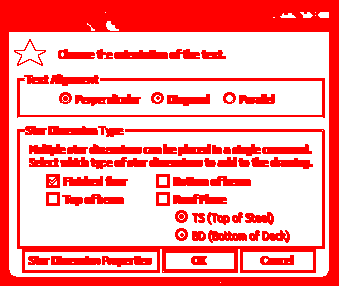 Choose the orientation of the text.
Text Alignment
Perpendicular Diagonal Parallel
Star Dimension Type
Multiple star dimensions can be placed in a single command.
Select which type of star dimensions to add to the drawing.
Finished floor Bottom of beam
Top of beam Roof Plane
TS (Top of Steel)
BD (Bottom of Deck)
Star Dimension Properties OK Cancel